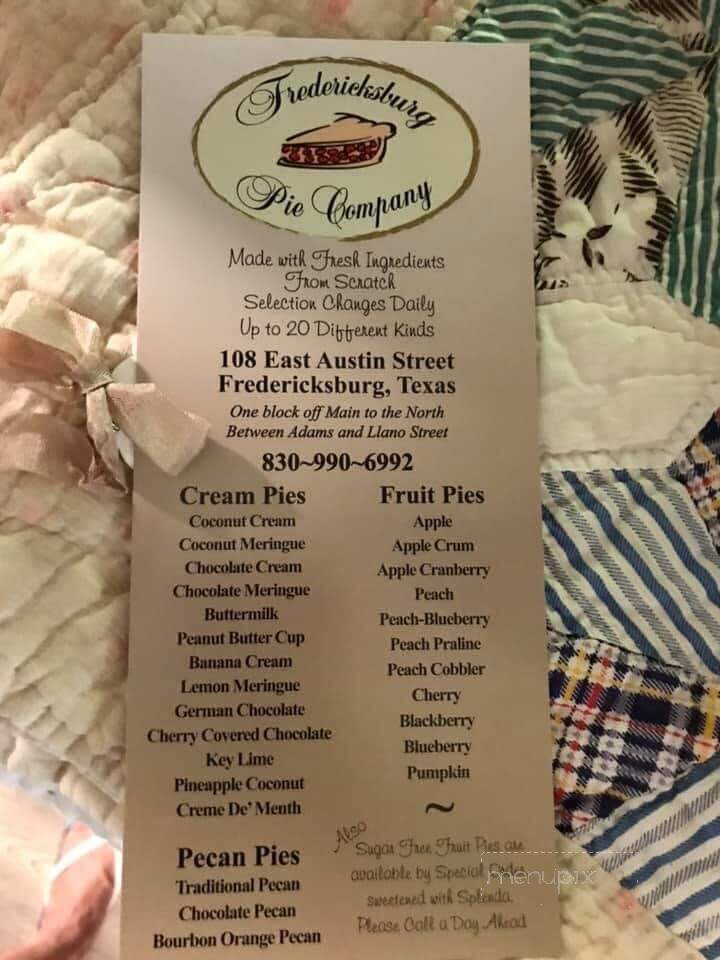 Fredericksburg
Pie Company
Made with Fresh Ingredients
From Scratch
Selection Changes Daily
Up to 20 Different Kinds
108 East Austin Street
Fredericksburg, Texas
One block off Main to the North
Between Adams and Llano Street
830~990~6992
Cream Pies
Coconut Cream
Coconut Meringue
Chocolate Cream
Chocolate Meringue
Buttermilk
Peanut Butter Cup
Banana Cream
Lemon Meringue
German Chocolate
Cherry Covered Chocolate
Key Lime
Pineapple Coconut
Creme De' Menth
Pecan Pies
Traditional Pecan
Chocolate Pecan
Bourbon Orange Pecan
Fruit Pies
Apple
Apple Crum
Apple Cranberry
Peach
Peach-Blueberry
Peach Praline
Peach Cobbler
Cherry
Blackberry
Blueberry
Pumpkin
~
Also
Sugar Free Fruit Pies are
available by Special Order
sweetened with Splenda.
Please Call a Day Ahead
menupix